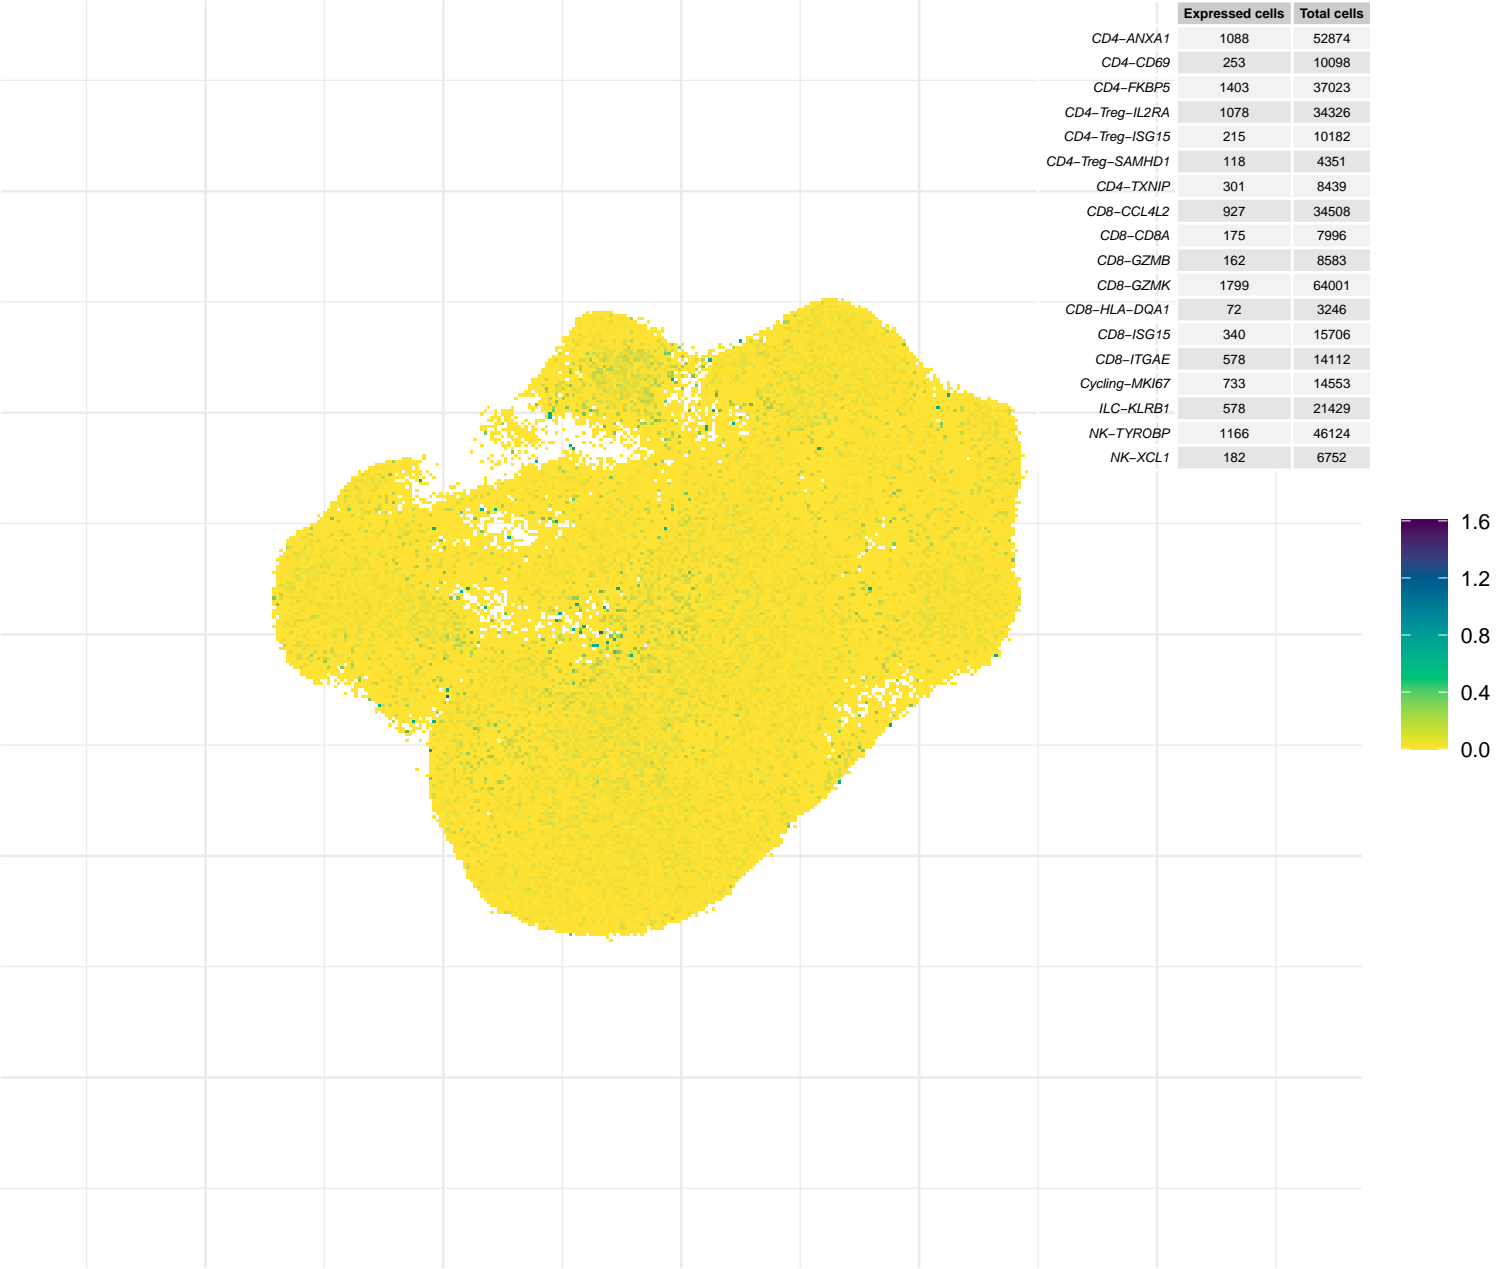 Expressed cells Total cells
CD4−ANXA1 1088 52874
CD4−CD69 253 10098
CD4−FKBP5 1403 37023
CD4−Treg−IL2RA 1078 34326
CD4−Treg−ISG15 215 10182
CD4−Treg−SAMHD1 118 4351
CD4−TXNIP 301 8439
CD8−CCL4L2 927 34508
CD8−CD8A 175 7996
CD8−GZMB 162 8583
CD8−GZMK 1799 64001
CD8−HLA−DQA1 72 3246
CD8−ISG15 340 15706
CD8−ITGAE 578 14112
Cycling−MKI67 733 14553
ILC−KLRB1 578 21429
NK−TYROBP 1166 46124
NK−XCL1 182 6752
1.6
1.2
0.8
0.4
0.0